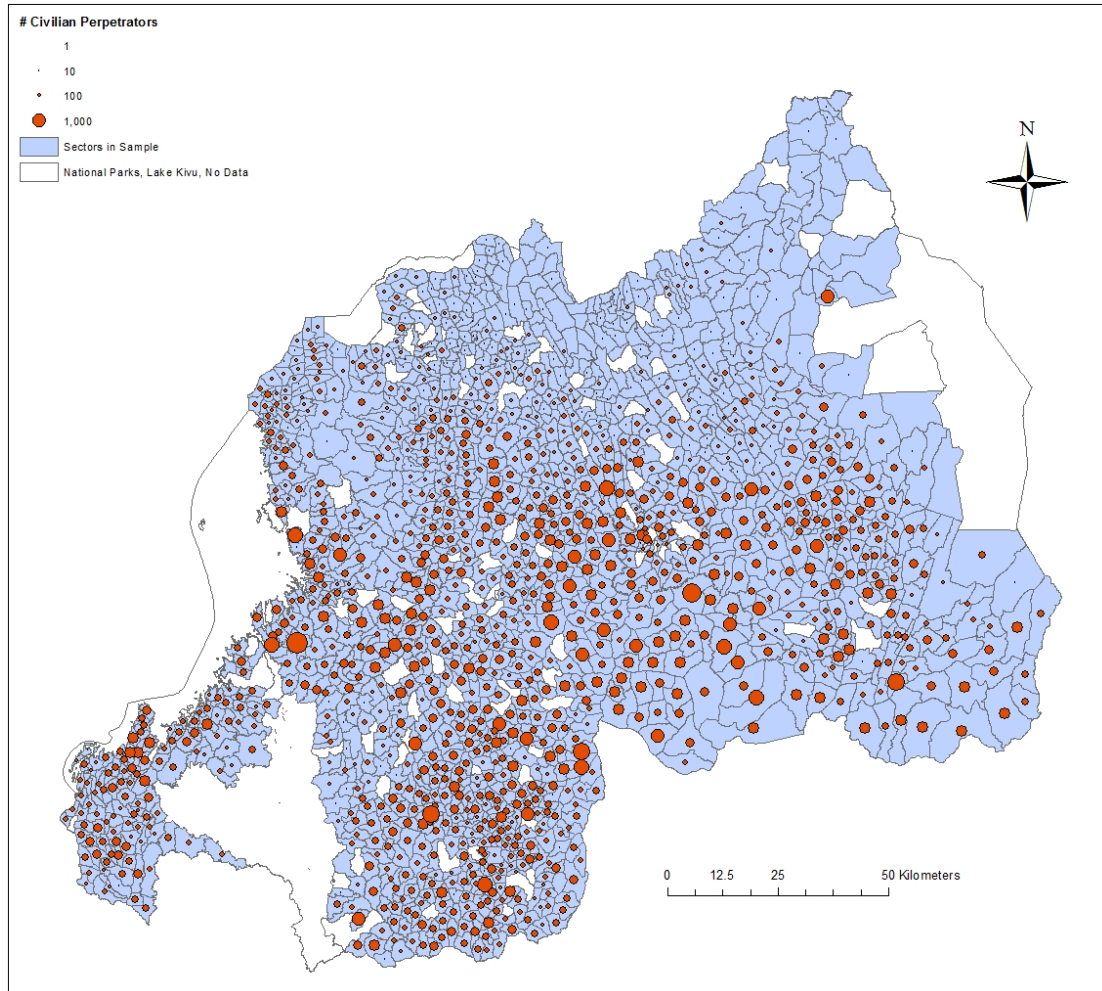 # Civilian Perpetrators
1
10
100
1,000
Sectors in Sample
National Parks, Lake Kivu, No Data
N
0 12.5 25 50 Kilometers